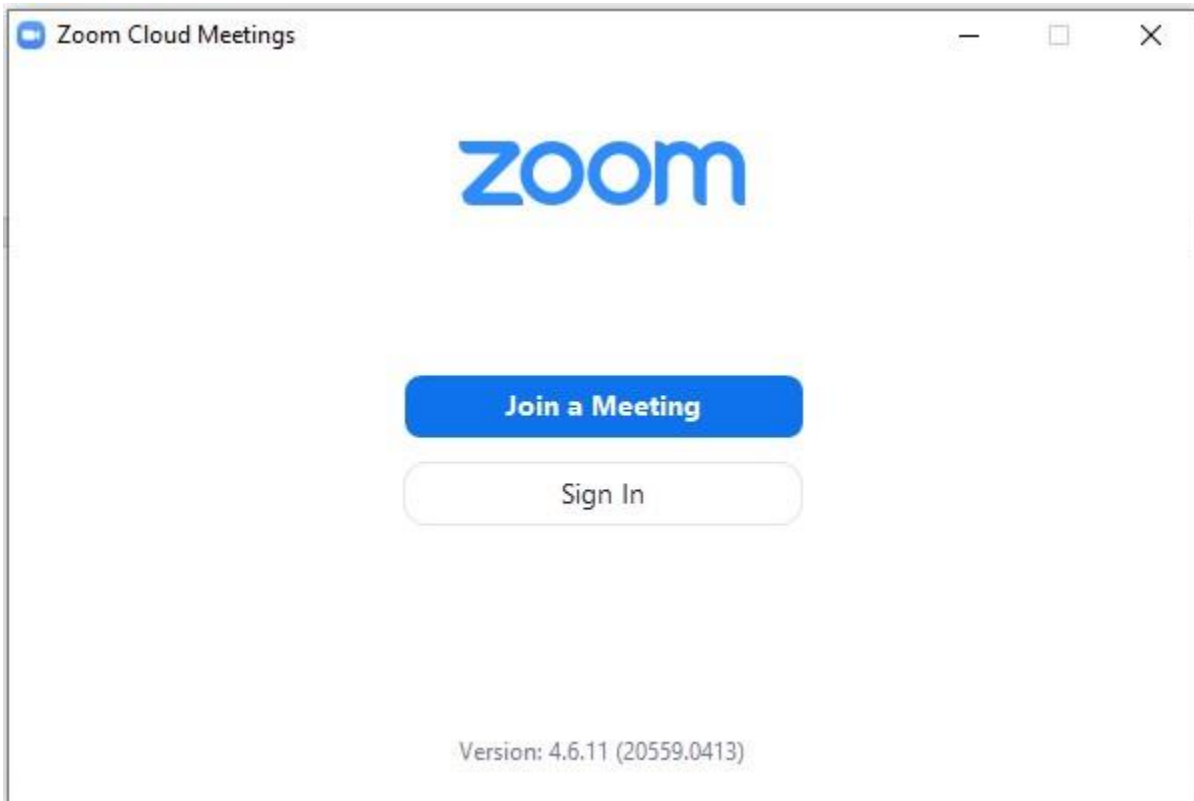 Zoom Cloud Meetings
zoom
Join a Meeting
Sign In
Version: 4.6.11 (20559.0413)